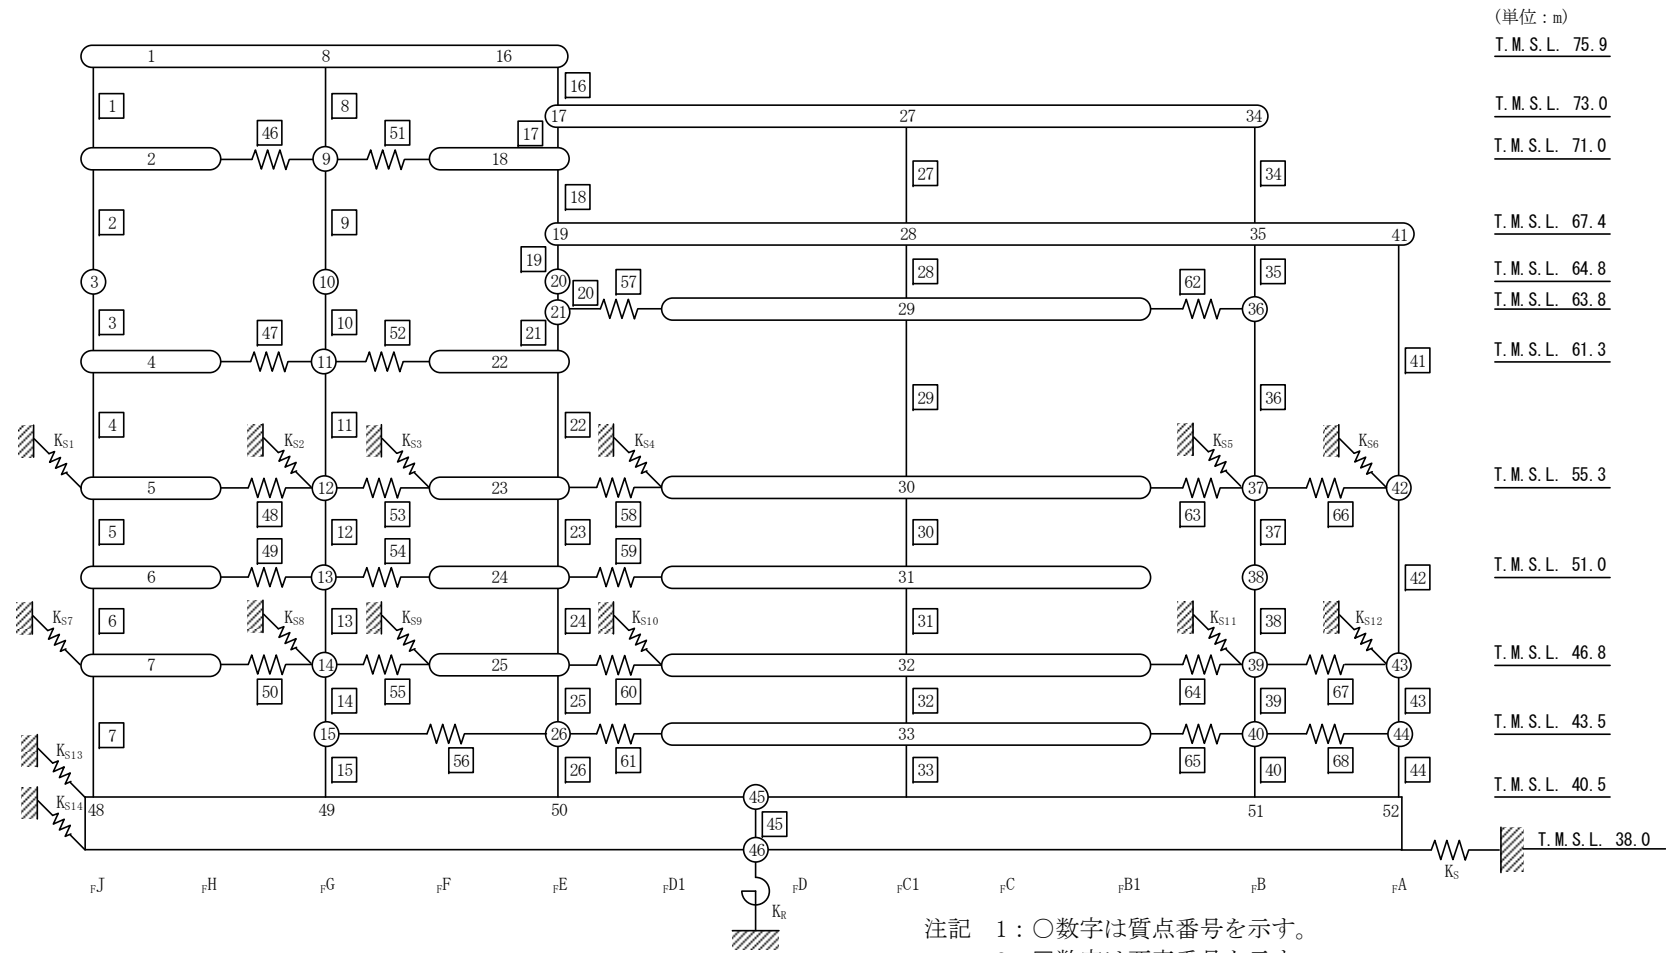 (単位：m)
1 8 16 T.M.S.L. 75.9
16
1 8 17 27 34 T.M.S.L. 73.0
46 51 17
2 9 18 T.M.S.L. 71.0
27 34
18
2 9 19 28 35 41 T.M.S.L. 67.4
19 28 35
3 10 20 20 57 62 T.M.S.L. 64.8
21 29 36 T.M.S.L. 63.8
3 10 21
47 52
4 11 22 41 T.M.S.L. 61.3
29 36
4 11 22
KS1 KS2 KS3 KS4 KS5 KS6
5 12 23 30 37 42 T.M.S.L. 55.3
48 53 58 63 66
5 12 23 30 37
49 54 59
6 13 24 31 38 42 T.M.S.L. 51.0
6 13 24 31 38
KS7 KS8 KS9 KS10 KS11 KS12
7 14 25 32 39 43 T.M.S.L. 46.8
50 55 60 64 67
14 25 32 39 43
7 15 26 33 40 44 T.M.S.L. 43.5
56 61 65 68
KS13 15 26 33 40 44
45 T.M.S.L. 40.5
KS14 48 49 50 51 52
45
46 T.M.S.L. 38.0
KS
FJ FH FG FF FE FD1 FD FC1 FC FB1 FB FA
KR
注記 1：○数字は質点番号を示す。